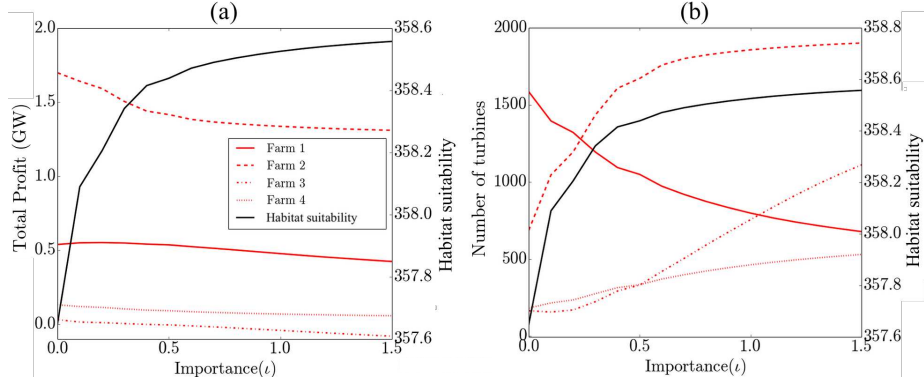 (a)
2.0
1.5
1.0
0.5
0.0
Total Profit (GW)
358.6
358.4
358.2
358.0
357.8
357.6
Habitat suitability
Farm 1
Farm 2
Farm 3
Farm 4
Habitat suitability
0.0 0.5 1.0 1.5
Importance(ι)
(b)
2000
1500
1000
500
0
Number of turbines
358.8
358.6
358.4
358.2
358.0
357.8
357.6
Habitat suitability
0.0 0.5 1.0 1.5
Importance(ι)